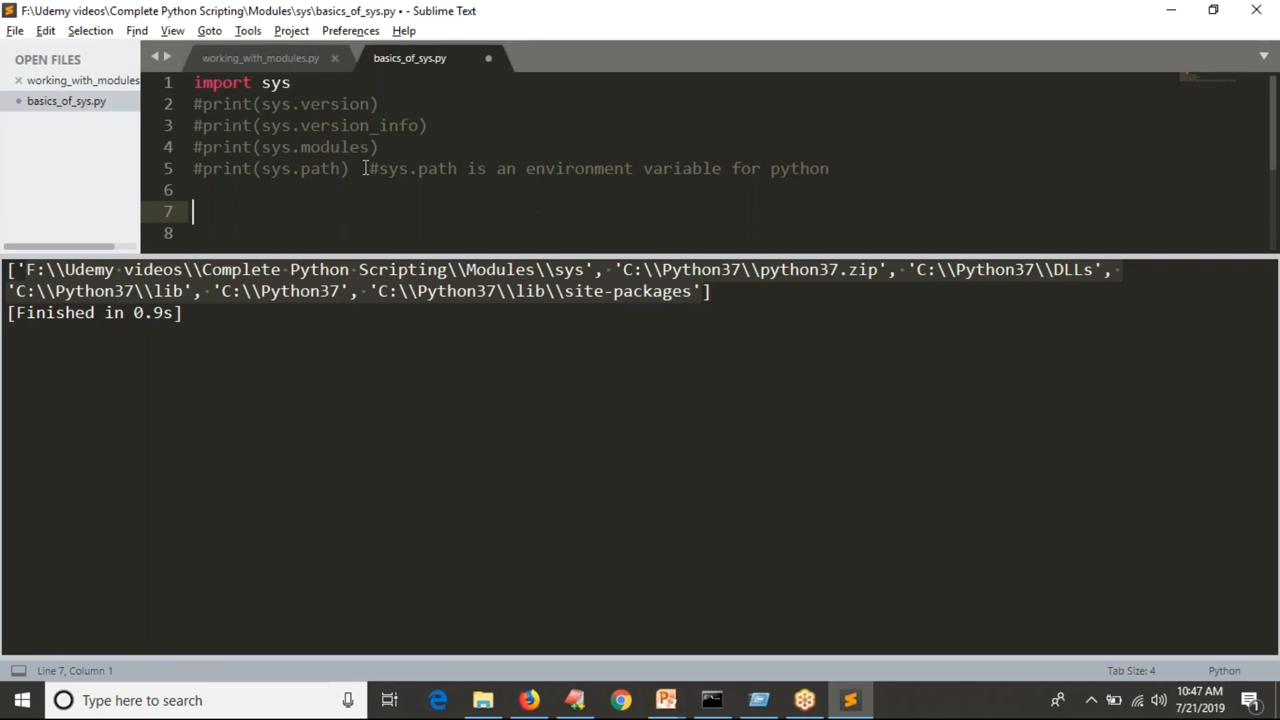 F:\Udemy videos\Complete Python Scripting\Modules\sys\basics_of_sys.py • - Sublime Text
File Edit Selection Find View Goto Tools Project Preferences Help
OPEN FILES
working_with_modules
basics_of_sys.py
working_with_modules.py
basics_of_sys.py
1 import sys
2 #print(sys.version)
3 #print(sys.version_info)
4 #print(sys.modules)
5 #print(sys.path) #sys.path is an environment variable for python
6
7
8
['F:\\Udemy videos\\Complete Python Scripting\\Modules\\sys', 'C:\\Python37\\python37.zip', 'C:\\Python37\\DLLs',
'C:\\Python37\\lib', 'C:\\Python37', 'C:\\Python37\\lib\\site-packages']
[Finished in 0.9s]
Line 7, Column 1
Tab Size: 4
Python
Type here to search
10:47 AM
7/21/2019
1